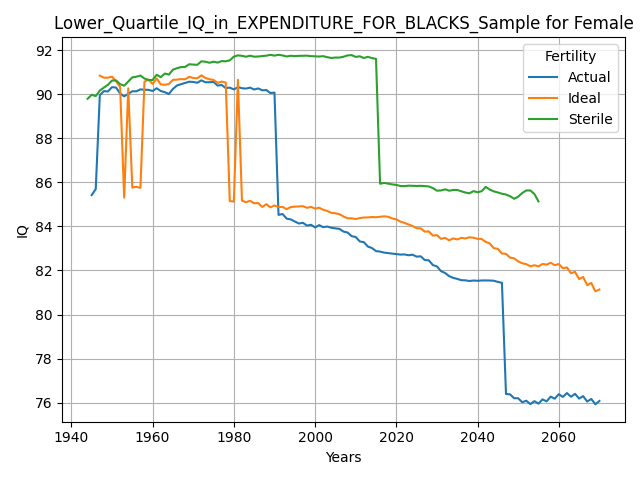 Lower_Quartile_IQ_in_EXPENDITURE_FOR_BLACKS_Sample for Female
Fertility
Actual
Ideal
Sterile
92
90
88
86
84
82
80
78
76
IQ
1940
1960
1980
2000
2020
2040
2060
Years